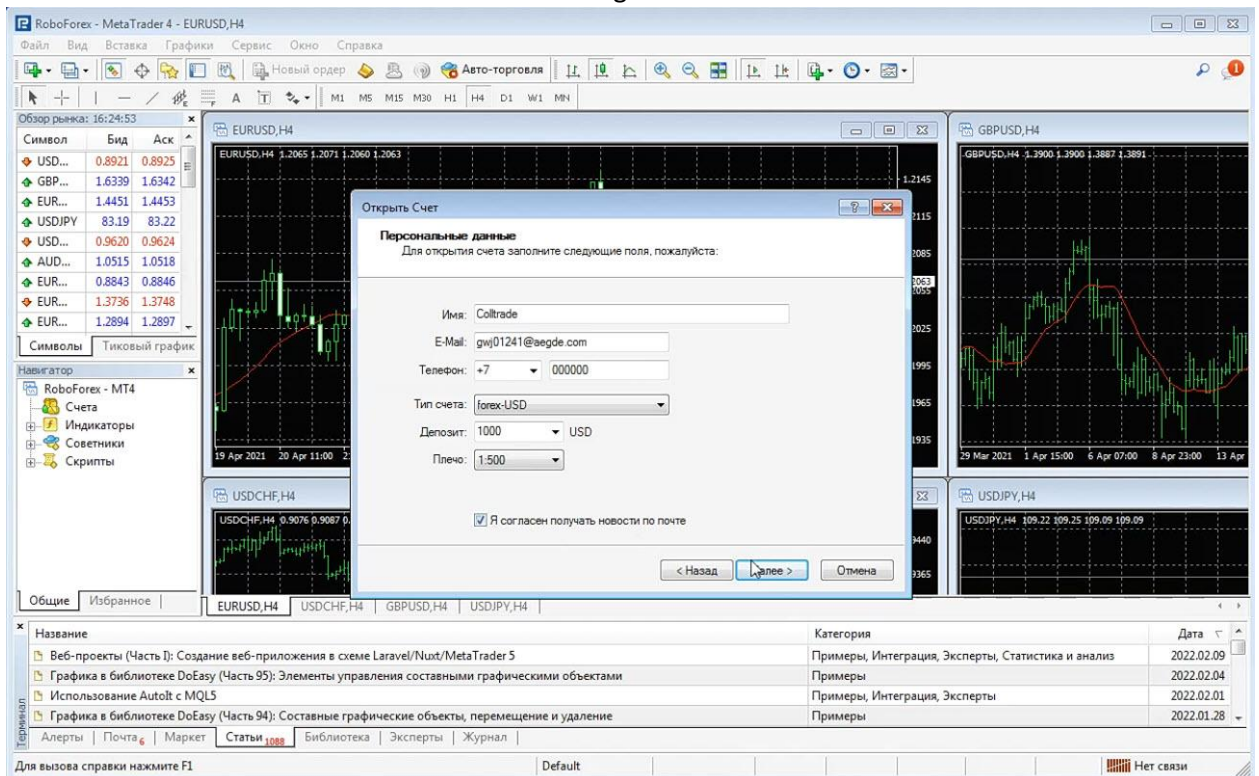 RoboForex - MetaTrader 4 - EURUSD,H4
Файл Вид Вставка Графики Сервис Окно Справка
Новый ордер Авто-торговля 1
A T M1 M5 M15 M30 H1 H4 D1 W1 MN
Обзор рынка: 16:24:53
Символ Бид Аск
USD... 0.8921 0.8925
GBP... 1.6339 1.6342
EUR... 1.4451 1.4453
USDJPY 83.19 83.22
USD... 0.9620 0.9624
AUD... 1.0515 1.0518
EUR... 0.8843 0.8846
EUR... 1.3736 1.3748
EUR... 1.2894 1.2897
Символы Тиковый график
Навигатор
RoboForex - MT4
Счета
Индикаторы
Советники
Скрипты
Общие Избранное
EURUSD,H4
EURUSD,H4 1.2065 1.2071 1.2060 1.2063
1.2145
2115
2085
2063
2055
2025
1995
1965
1935
19 Apr 2021 20 Apr 11:00
GBPUSD,H4
GBPUSD,H4 1.3900 1.3900 1.3887 1.3891
29 Mar 2021 1 Apr 15:00 6 Apr 07:00 8 Apr 23:00 13 Apr
Открыть Счет
Персональные данные
Для открытия счета заполните следующие поля, пожалуйста:
Имя: Colltrade
E-Mail: gwj01241@aegde.com
Телефон: +7 000000
Тип счета: forex-USD
Депозит: 1000 USD
Плечо: 1:500
Я согласен получать новости по почте
< Назад Далее > Отмена
USDCHF,H4
USDCHF,H4 0.9076 0.9087 0.
9440
9365
USDJPY,H4
USDJPY,H4 109.22 109.25 109.09 109.09
EURUSD,H4 USDCHF,H4 GBPUSD,H4 USDJPY,H4
Название Категория Дата
Веб-проекты (Часть I): Создание веб-приложения в схеме Laravel/Nuxt/MetaTrader 5 Примеры, Интеграция, Эксперты, Статистика и анализ 2022.02.09
Графика в библиотеке DoEasy (Часть 95): Элементы управления составными графическими объектами Примеры 2022.02.04
Использование AutoIt с MQL5 Примеры, Интеграция, Эксперты 2022.02.01
Графика в библиотеке DoEasy (Часть 94): Составные графические объекты, перемещение и удаление Примеры 2022.01.28
Терминал
Алерты Почта 6 Маркет Статьи 1088 Библиотека Эксперты Журнал
Для вызова справки нажмите F1 Default Нет связи